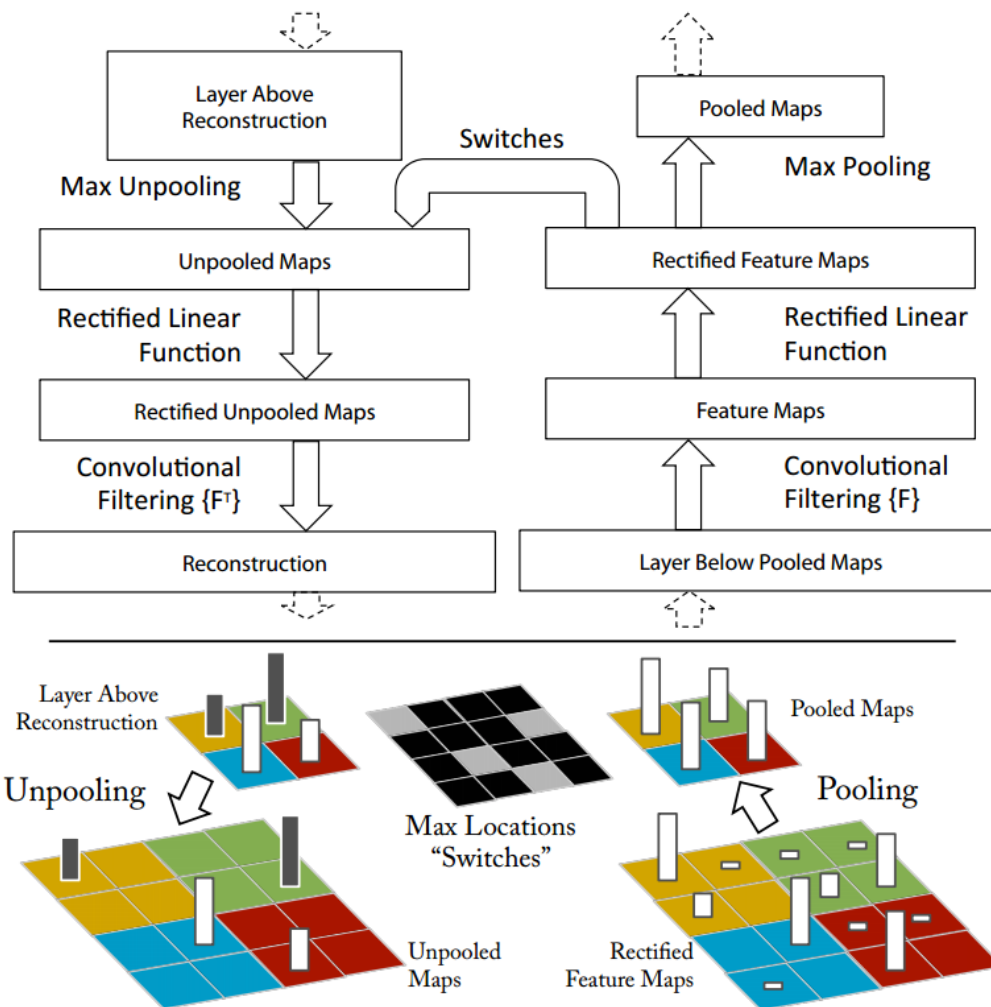 Layer Above
Reconstruction
Pooled Maps
Switches
Max Unpooling
Max Pooling
Unpooled Maps
Rectified Feature Maps
Rectified Linear
Function
Rectified Linear
Function
Rectified Unpooled Maps
Feature Maps
Convolutional
Filtering {Fᵀ}
Convolutional
Filtering {F}
Reconstruction
Layer Below Pooled Maps
Layer Above
Reconstruction
Pooled Maps
Unpooling
Pooling
Max Locations
“Switches”
Unpooled
Maps
Rectified
Feature Maps